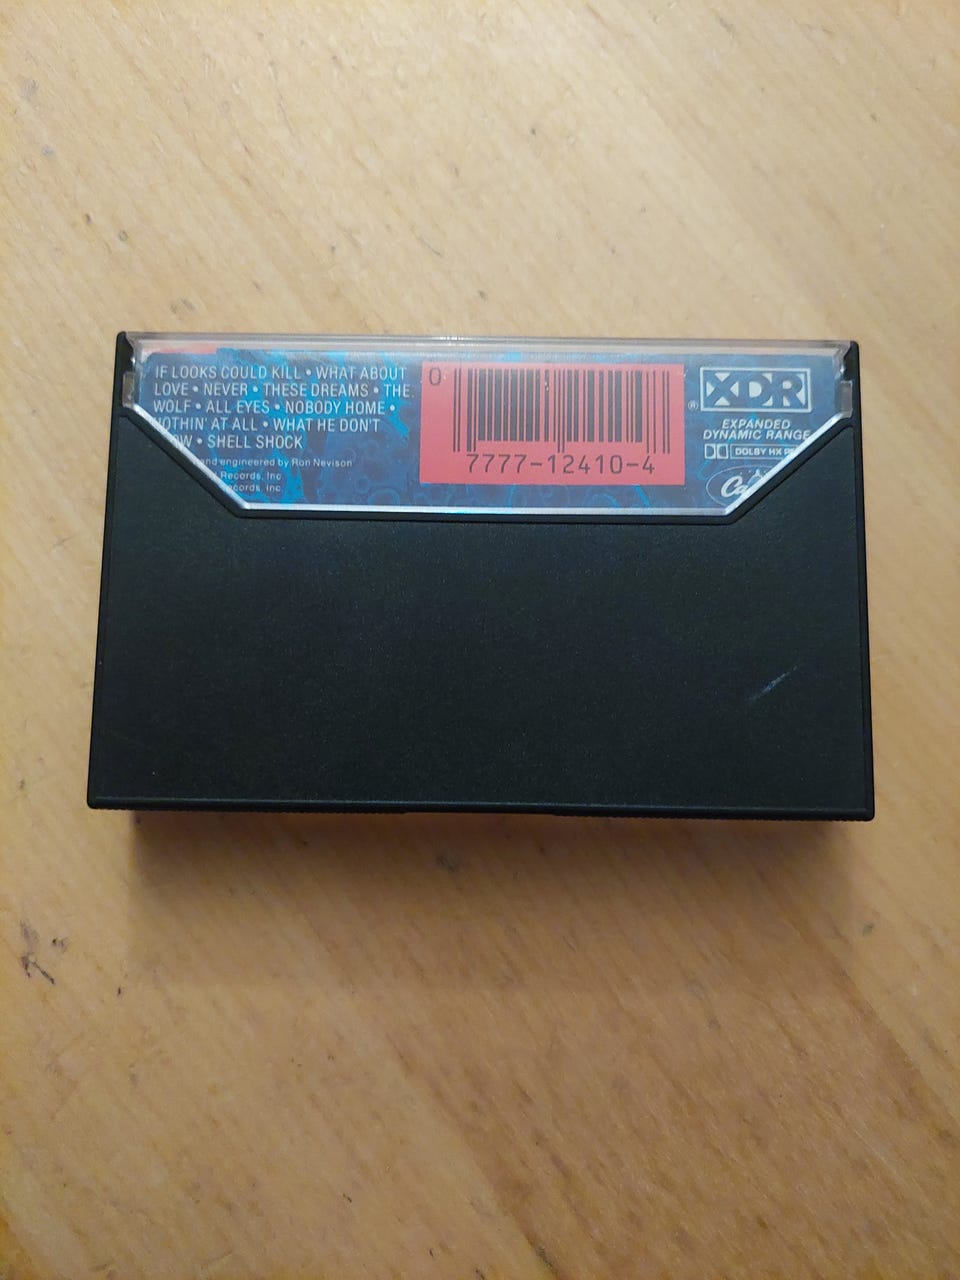 IF LOOKS COULD KILL • WHAT ABOUT
LOVE • NEVER • THESE DREAMS • THE
WOLF • ALL EYES • NOBODY HOME •
NOTHIN' AT ALL • WHAT HE DON'T
• SHELL SHOCK
and engineered by Ron Nevison
Records, Inc.
Records, Inc.
0
7777-12410-4
® XDR
EXPANDED
DYNAMIC RANGE
DOLBY HX